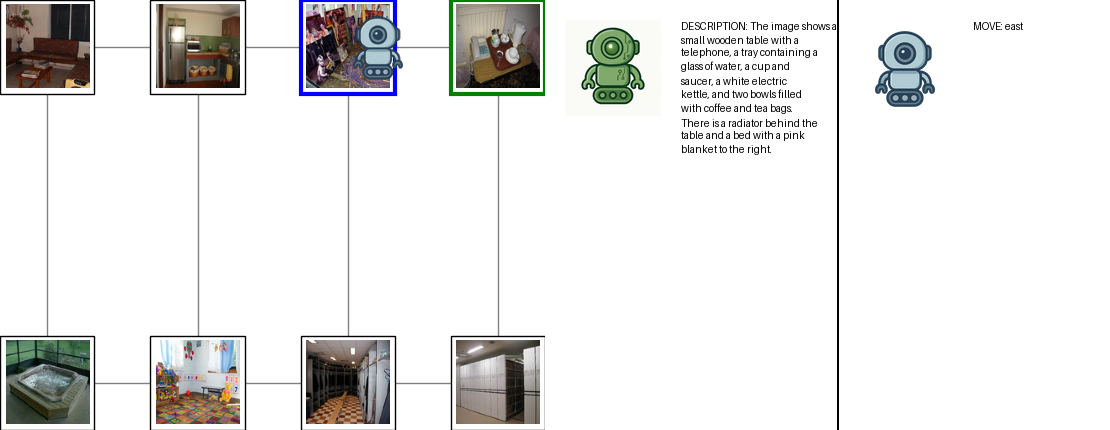 DESCRIPTION: The image shows a
small wooden table with a
telephone, a tray containing a
glass of water, a cup and
saucer, a white electric
kettle, and two bowls filled
with coffee and tea bags.
There is a radiator behind the
table and a bed with a pink
blanket to the right.
MOVE: east